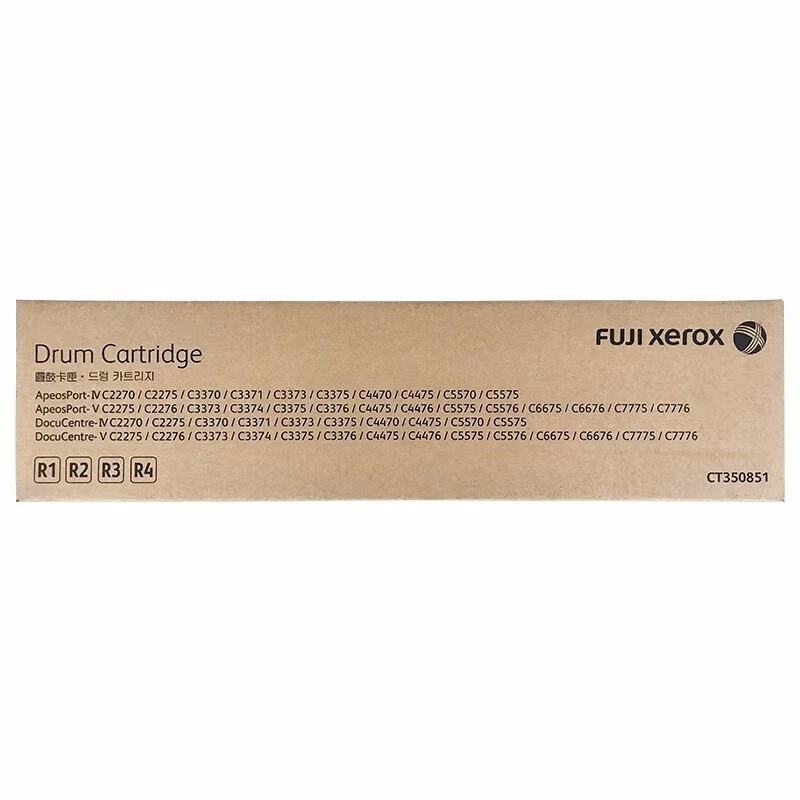 Drum Cartridge
FUJI xerox
圓鼓卡匣・드럼 카트리지
ApeosPort-Ⅳ C2270 / C2275 / C3370 / C3371 / C3373 / C3375 / C4470 / C4475 / C5570 / C5575
ApeosPort-Ⅴ C2275 / C2276 / C3373 / C3374 / C3375 / C3376 / C4475 / C4476 / C5575 / C5576 / C6675 / C6676 / C7775 / C7776
DocuCentre-Ⅳ C2270 / C2275 / C3370 / C3371 / C3373 / C3375 / C4470 / C4475 / C5570 / C5575
DocuCentre-Ⅴ C2275 / C2276 / C3373 / C3374 / C3375 / C3376 / C4475 / C4476 / C5575 / C5576 / C6675 / C6676 / C7775 / C7776
R1 R2 R3 R4
CT350851